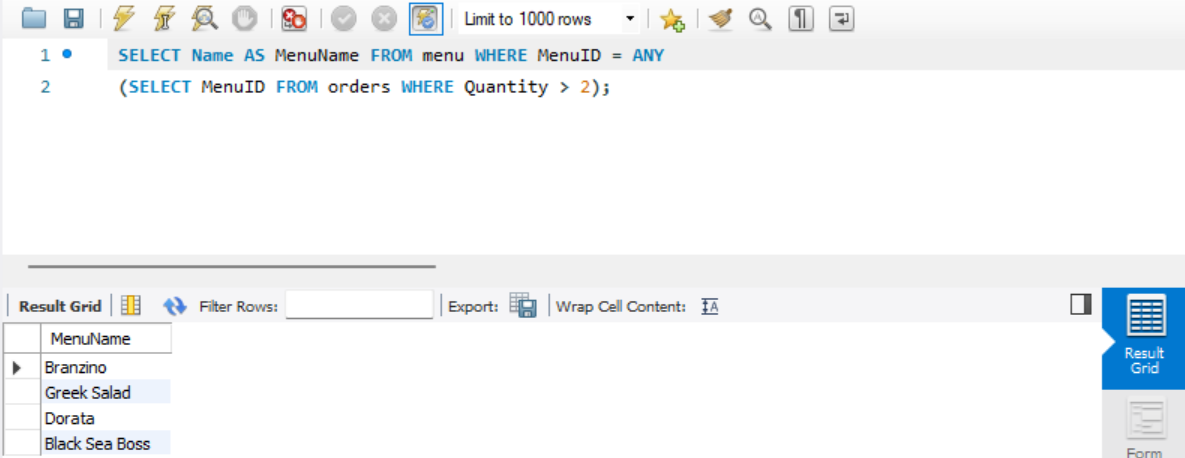 Limit to 1000 rows
1 SELECT Name AS MenuName FROM menu WHERE MenuID = ANY
2 (SELECT MenuID FROM orders WHERE Quantity > 2);
Result Grid Filter Rows: Export: Wrap Cell Content: IA
MenuName
Branzino
Greek Salad
Dorata
Black Sea Boss
Result
Grid
Form